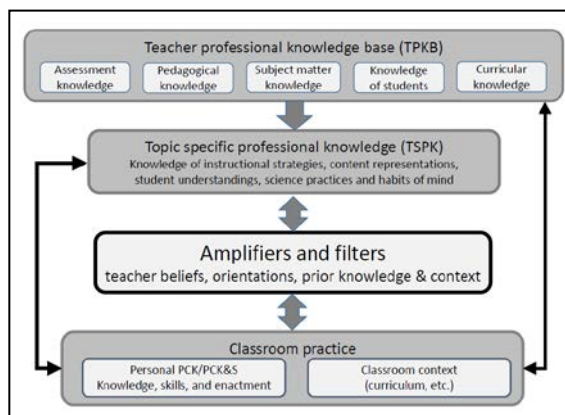 Teacher professional knowledge base (TPKB)
Assessment
knowledge
Pedagogical
knowledge
Subject matter
knowledge
Knowledge
of students
Curricular
knowledge
Topic specific professional knowledge (TSPK)
Knowledge of instructional strategies, content representations,
student understandings, science practices and habits of mind
Amplifiers and filters
teacher beliefs, orientations, prior knowledge & context
Classroom practice
Personal PCK/PCK&S
Knowledge, skills, and enactment
Classroom context
(curriculum, etc.)